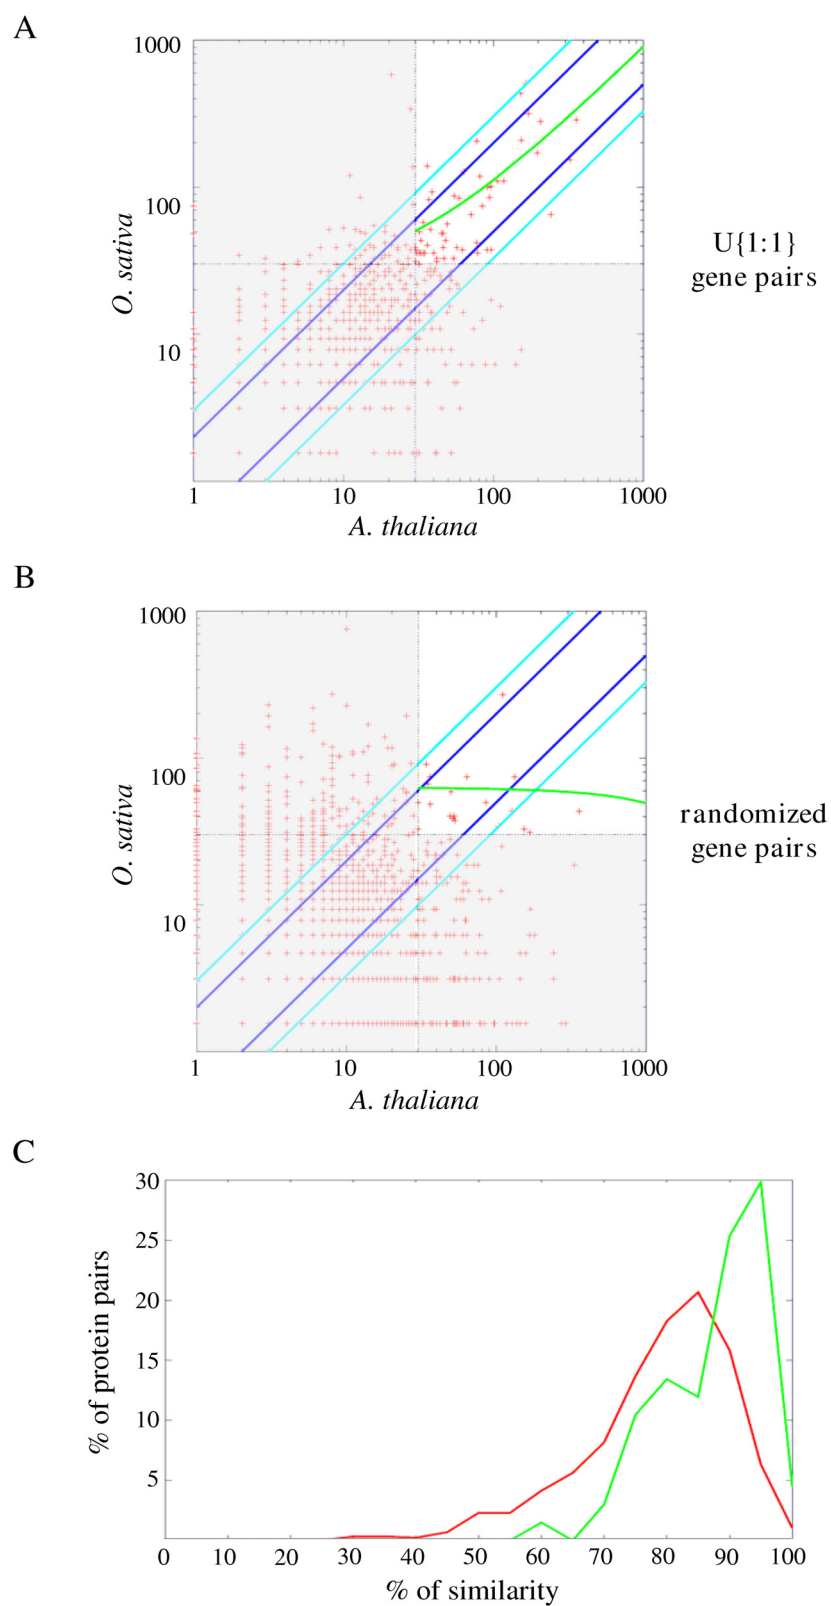 A
1000
100
10
O. sativa
1 10 100 1000
A. thaliana
U{1:1}
gene pairs
B
1000
100
10
O. sativa
1 10 100 1000
A. thaliana
randomized
gene pairs
C
30
25
20
15
10
5
% of protein pairs
0 10 20 30 40 50 60 70 80 90 100
% of similarity